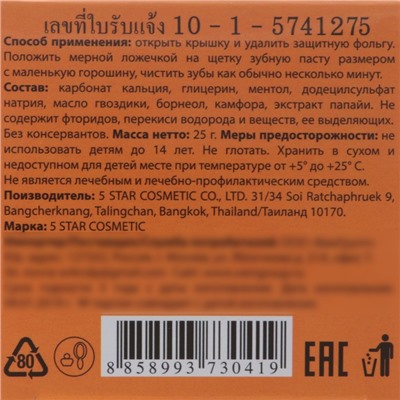 เลขที่ใบรับแจ้ง 10 - 1 - 5741275
Способ применения: открыть крышку и удалить защитную фольгу.
Положить мерной ложечкой на щетку зубную пасту размером
с маленькую горошину, чистить зубы как обычно несколько минут.
Состав: карбонат кальция, глицерин, ментол, додецилсульфат
натрия, масло гвоздики, борнеол, камфора, экстракт папайи. Не
содержит фторидов, перекиси водорода и веществ, ее выделяющих.
Без консервантов. Масса нетто: 25 г. Меры предосторожности: не
использовать детям до 14 лет. Не глотать. Хранить в сухом и
недоступном для детей месте при температуре от +5° до +25° С.
Не является лечебным и лечебно-профилактическим средством.
Поизводитель: 5 STAR COSMETIC CO., LTD. 31/34 Soi Ratchaphruek 9,
Bangcherknang, Talingchan, Bangkok, Thailand/Таиланд 10170.
Марка: 5 STAR COSMETIC
80
8 858993 730419
EAC